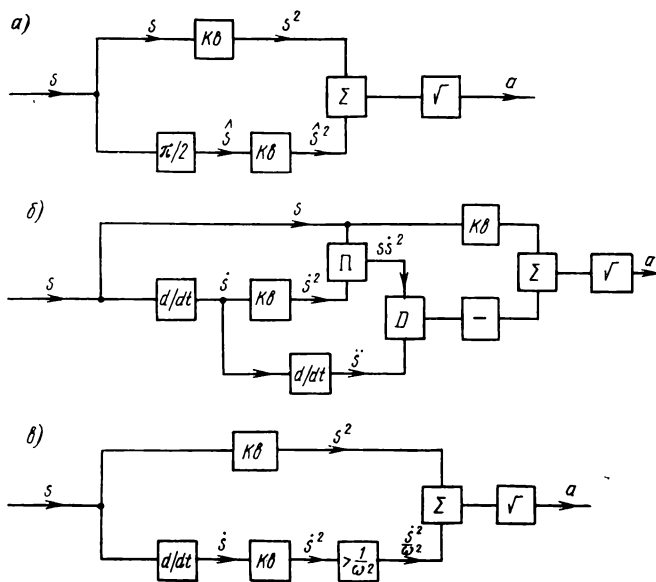 а)
s
s
кв
s²
Σ
√
a
π/2
ŝ
кв
ŝ²
б)
s
s
кв
П
sṡ²
Σ
√
a
d/dt
ṡ
кв
ṡ²
D
—
d/dt
s̈
в)
s
кв
s²
Σ
√
a
d/dt
ṡ
кв
ṡ²
>1/ω²
ṡ²/ω²